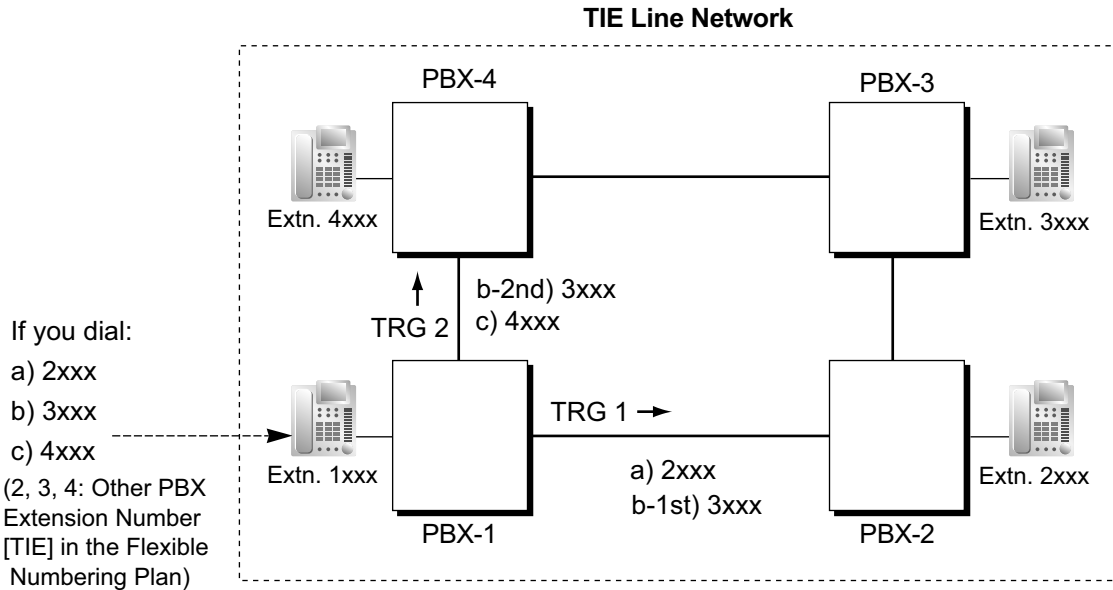 TIE Line Network
PBX-4
PBX-3
Extn. 4xxx
Extn. 3xxx
b-2nd) 3xxx
TRG 2
c) 4xxx
If you dial:
a) 2xxx
b) 3xxx
c) 4xxx
(2, 3, 4: Other PBX
Extension Number
[TIE] in the Flexible
Numbering Plan)
TRG 1
Extn. 1xxx
a) 2xxx
b-1st) 3xxx
Extn. 2xxx
PBX-1
PBX-2